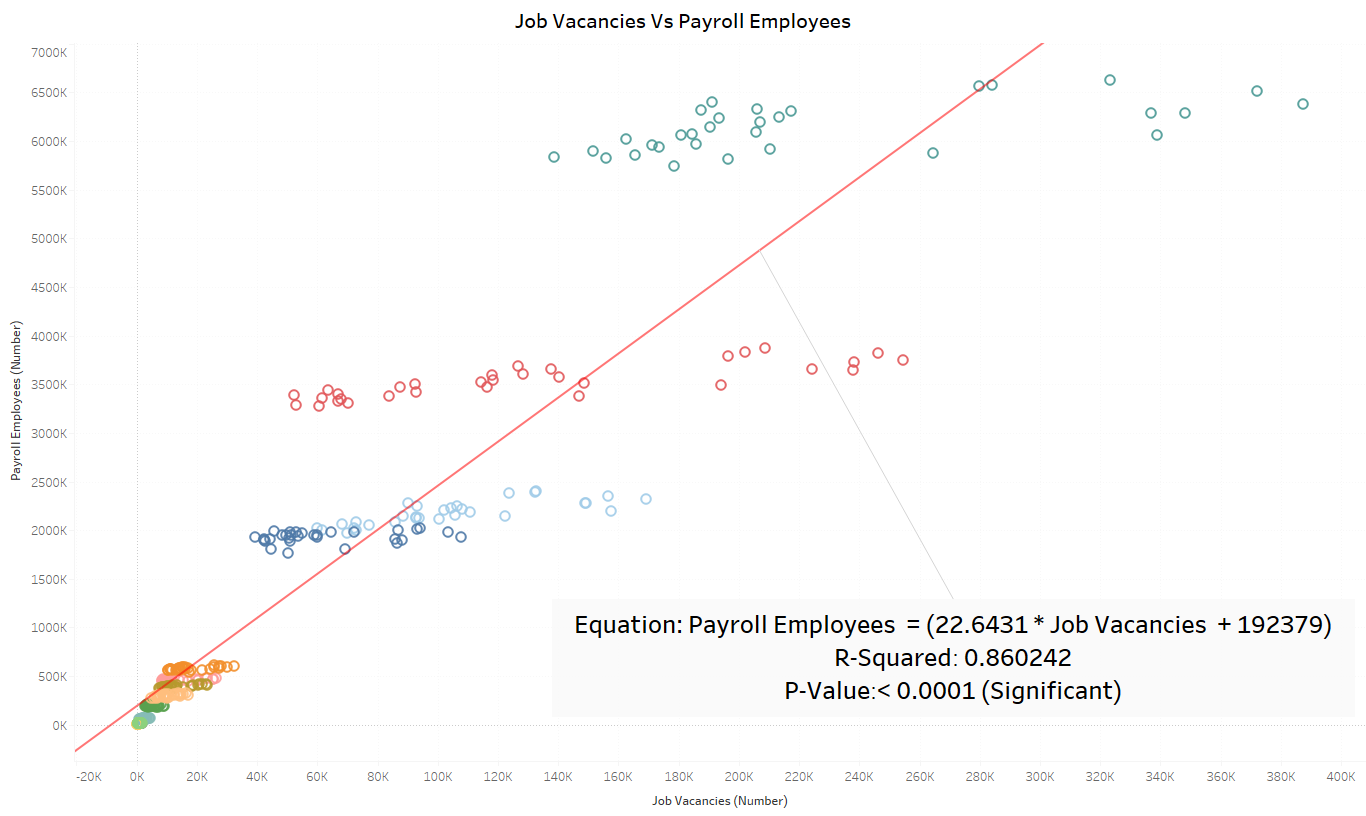 Job Vacancies Vs Payroll Employees
7000K
6500K
6000K
5500K
5000K
4500K
4000K
3500K
3000K
2500K
2000K
1500K
1000K
500K
0K
Payroll Employees (Number)
Equation: Payroll Employees = (22.6431 * Job Vacancies + 192379)
R-Squared: 0.860242
P-Value:< 0.0001 (Significant)
-20K 0K 20K 40K 60K 80K 100K 120K 140K 160K 180K 200K 220K 240K 260K 280K 300K 320K 340K 360K 380K 400K
Job Vacancies (Number)